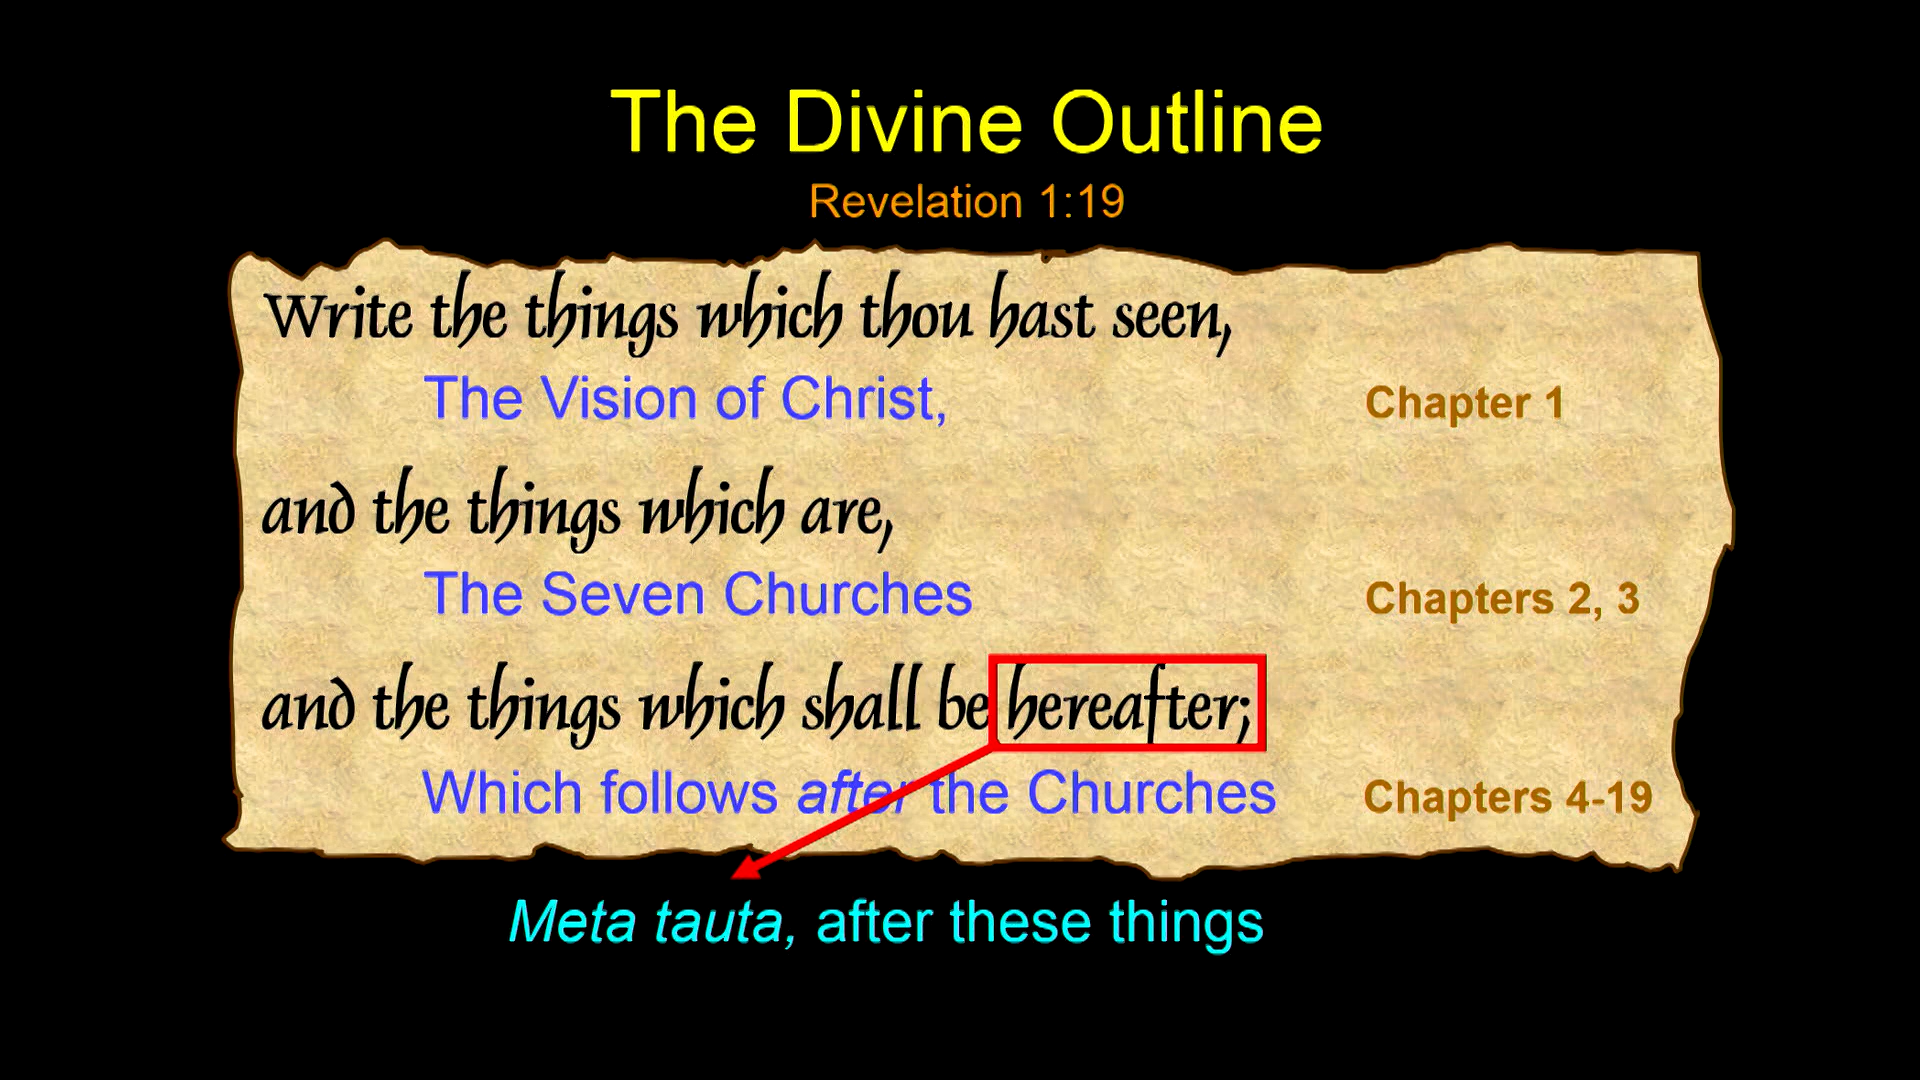 The Divine Outline
Revelation 1:19
Write the things which thou hast seen,
The Vision of Christ, Chapter 1
and the things which are,
The Seven Churches Chapters 2, 3
and the things which shall be hereafter;
Which follows after the Churches Chapters 4-19
Meta tauta, after these things